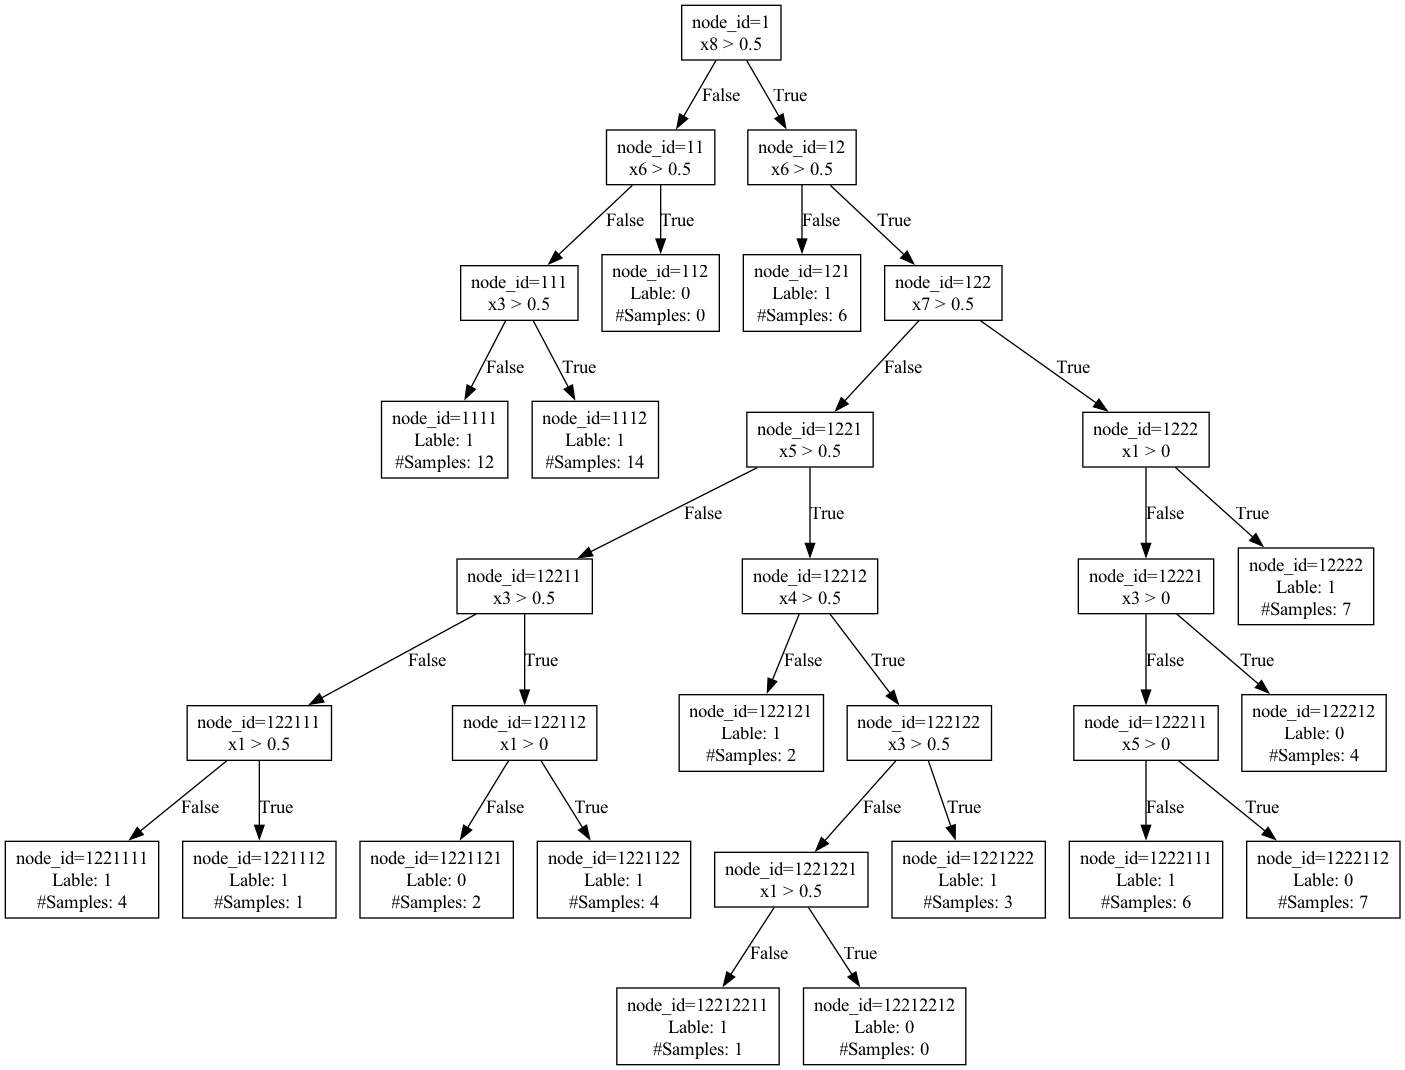 node_id=1
x8 > 0.5
False
True
node_id=11
x6 > 0.5
node_id=12
x6 > 0.5
False
True
False
True
node_id=111
x3 > 0.5
node_id=112
Lable: 0
#Samples: 0
node_id=121
Lable: 1
#Samples: 6
node_id=122
x7 > 0.5
False
True
False
True
node_id=1111
Lable: 1
#Samples: 12
node_id=1112
Lable: 1
#Samples: 14
node_id=1221
x5 > 0.5
node_id=1222
x1 > 0
False
True
False
True
node_id=12211
x3 > 0.5
node_id=12212
x4 > 0.5
node_id=12221
x3 > 0
node_id=12222
Lable: 1
#Samples: 7
False
True
False
True
False
True
node_id=122111
x1 > 0.5
node_id=122112
x1 > 0
node_id=122121
Lable: 1
#Samples: 2
node_id=122122
x3 > 0.5
node_id=122211
x5 > 0
node_id=122212
Lable: 0
#Samples: 4
False
True
False
True
False
True
False
True
node_id=1221111
Lable: 1
#Samples: 4
node_id=1221112
Lable: 1
#Samples: 1
node_id=1221121
Lable: 0
#Samples: 2
node_id=1221122
Lable: 1
#Samples: 4
node_id=1221221
x1 > 0.5
node_id=1221222
Lable: 1
#Samples: 3
node_id=1222111
Lable: 1
#Samples: 6
node_id=1222112
Lable: 0
#Samples: 7
False
True
node_id=12212211
Lable: 1
#Samples: 1
node_id=12212212
Lable: 0
#Samples: 0